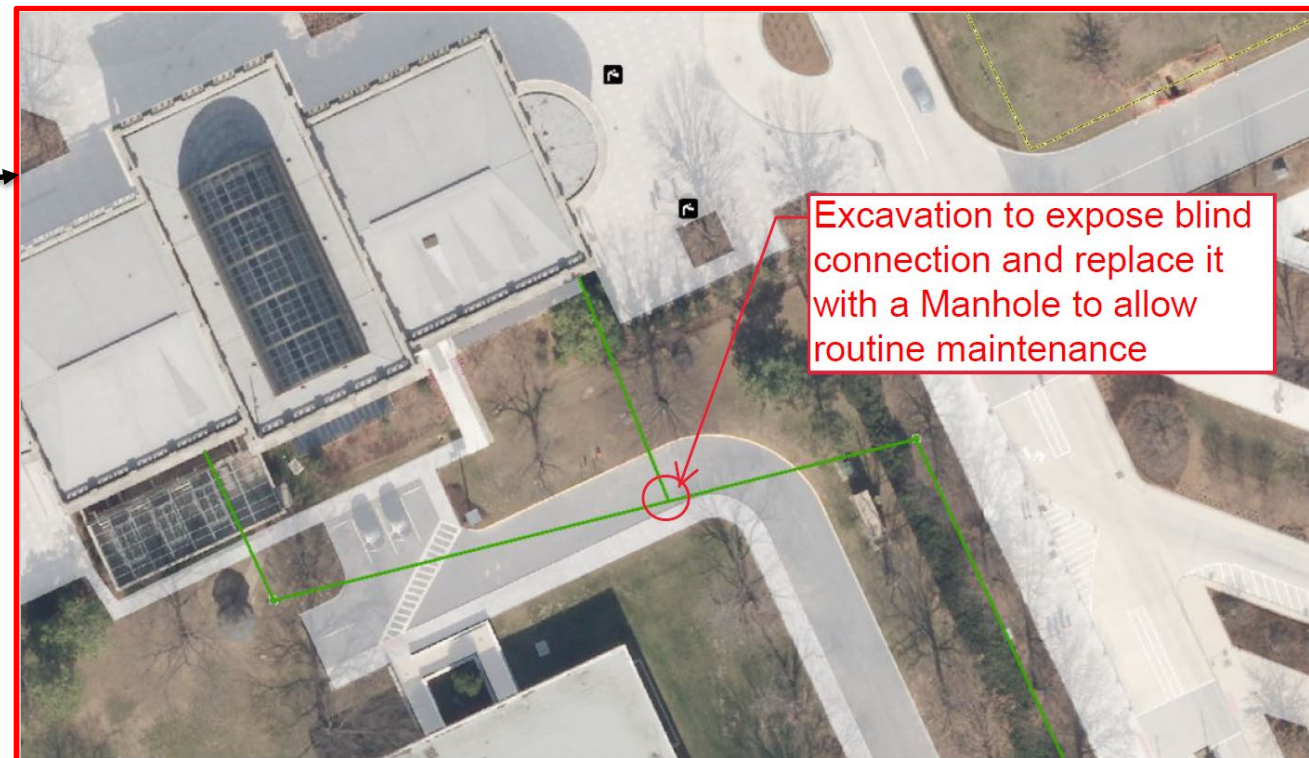 Excavation to expose blind
connection and replace it
with a Manhole to allow
routine maintenance